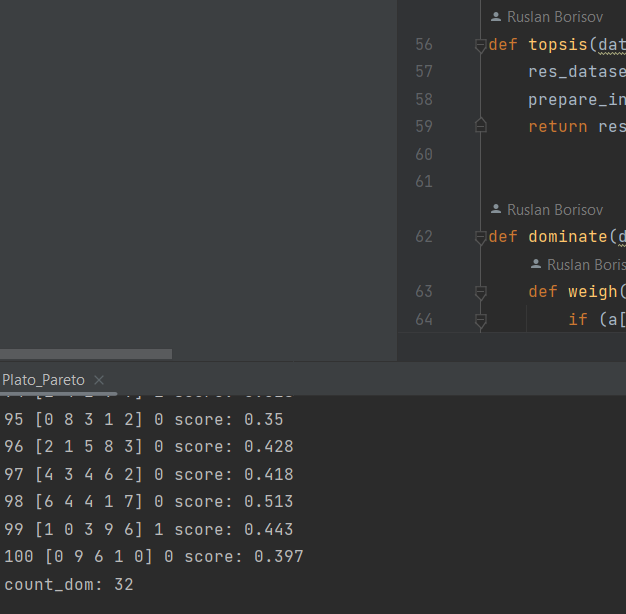 Ruslan Borisov
56 def topsis(dat
57 res_datase
58 prepare_in
59 return res
60
61
Ruslan Borisov
62 def dominate(d
Ruslan Boris
63 def weigh(
64 if (a[
Plato_Pareto
95 [0 8 3 1 2] 0 score: 0.35
96 [2 1 5 8 3] 0 score: 0.428
97 [4 3 4 6 2] 0 score: 0.418
98 [6 4 4 1 7] 0 score: 0.513
99 [1 0 3 9 6] 1 score: 0.443
100 [0 9 6 1 0] 0 score: 0.397
count_dom: 32